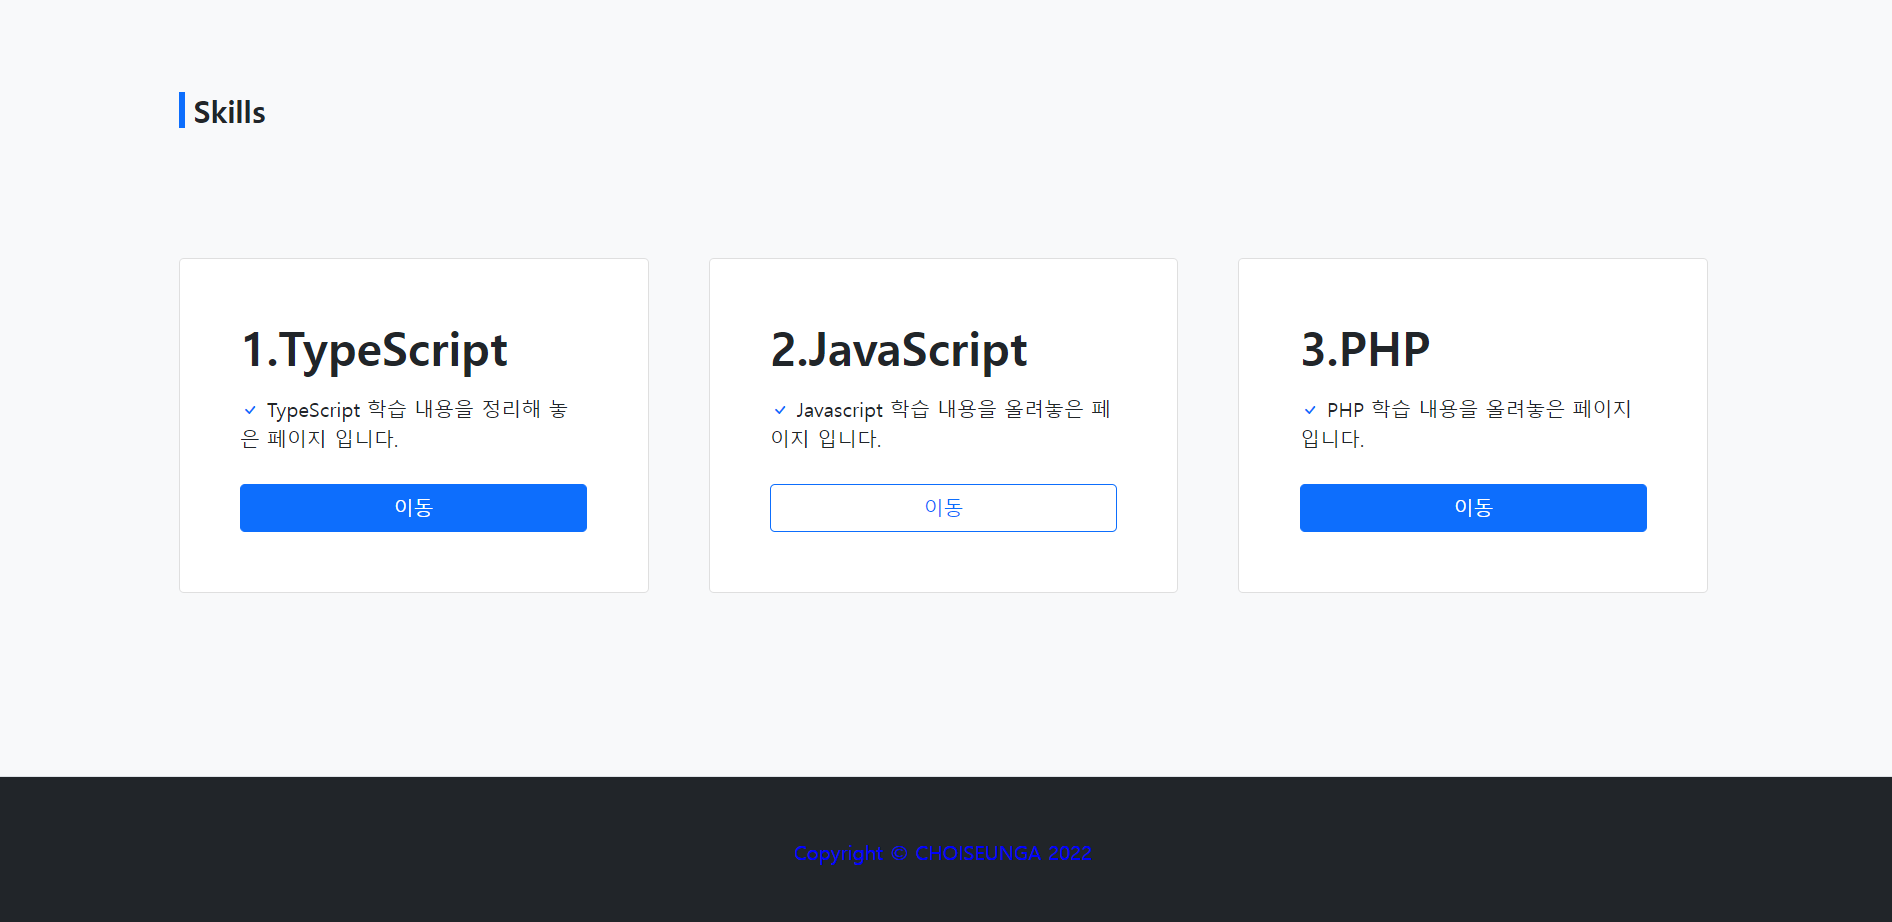 Skills
1.TypeScript
TypeScript 학습 내용을 정리해 놓
은 페이지 입니다.
이동
2.JavaScript
Javascript 학습 내용을 올려놓은 페
이지 입니다.
이동
3.PHP
PHP 학습 내용을 올려놓은 페이지
입니다.
이동
Copyright © CHOISEUNGA 2022